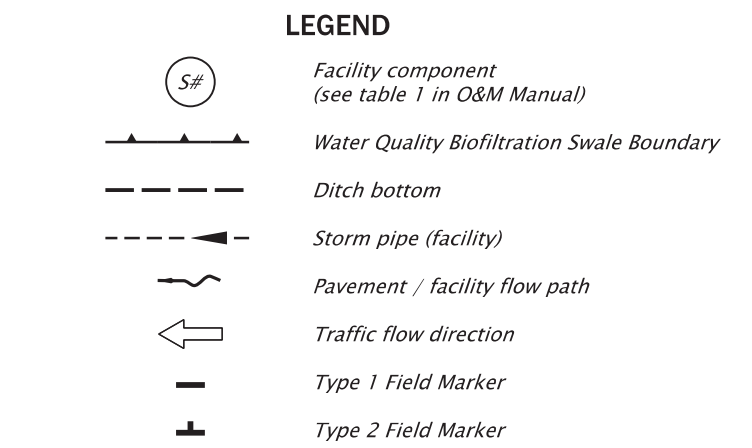 LEGEND
S#
Facility component
(see table 1 in O&M Manual)
Water Quality Biofiltration Swale Boundary
Ditch bottom
Storm pipe (facility)
Pavement / facility flow path
Traffic flow direction
Type 1 Field Marker
Type 2 Field Marker